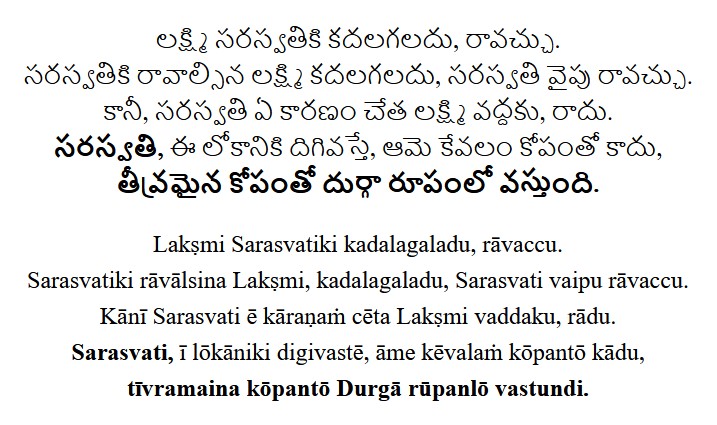 లక్ష్మి సరస్వతికి కదలగలదు, రావచ్చు.
సరస్వతికి రావాల్సిన లక్ష్మి కదలగలదు, సరస్వతి వైపు రావచ్చు.
కానీ, సరస్వతి ఏ కారణం చేత లక్ష్మి వద్దకు, రాదు.
సరస్వతి, ఈ లోకానికి దిగివస్తే, ఆమె కేవలం కోపంతో కాదు,
తీవ్రమైన కోపంతో దుర్గా రూపంలో వస్తుంది.
Lakṣmi Sarasvatiki kadalagaladu, rāvaccu.
Sarasvatiki rāvālsina Lakṣmi, kadalagaladu, Sarasvati vaipu rāvaccu.
Kānī Sarasvati ē kāraṇaṁ cēta Lakṣmi vaddaku, rādu.
Sarasvati, ī lōkāniki digivastē, āme kēvalaṁ kōpantō kādu,
tīvramaina kōpantō Durgā rūpanlō vastundi.